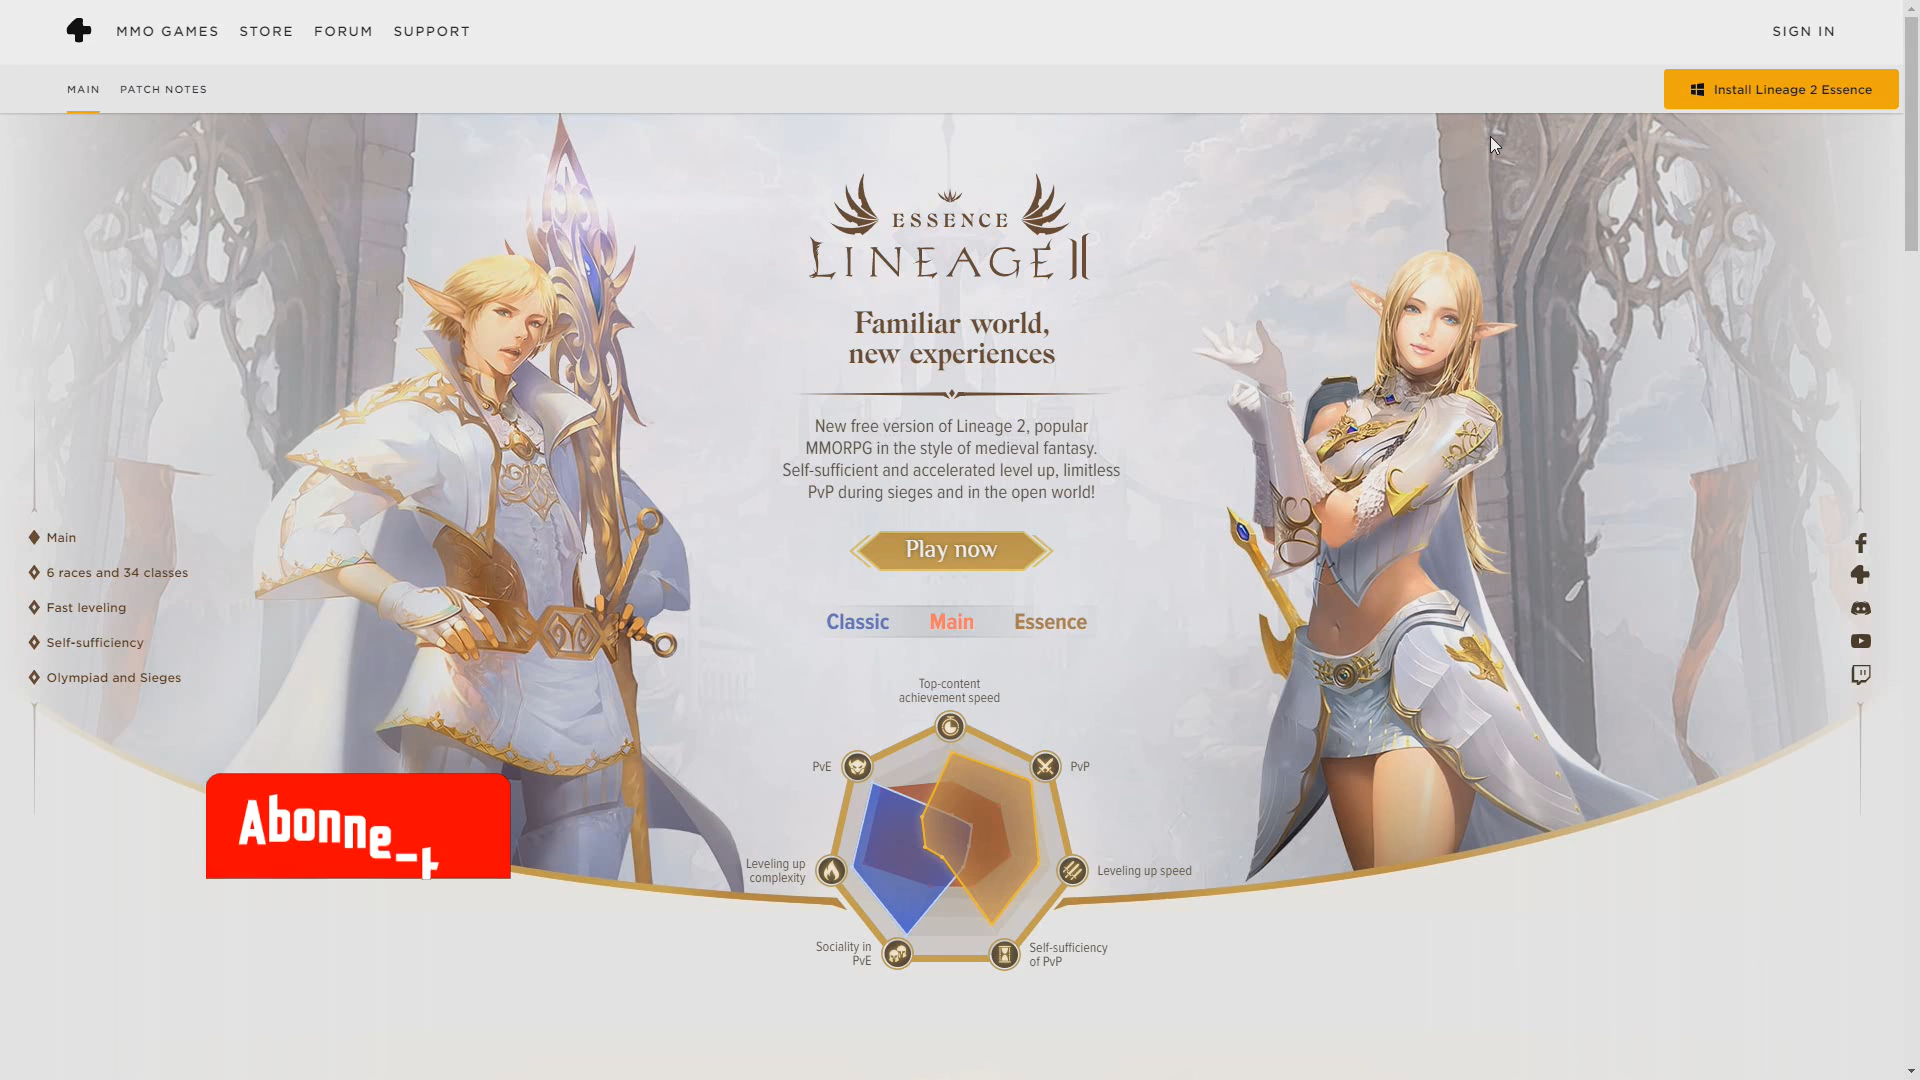 MMO GAMES STORE FORUM SUPPORT SIGN IN
MAIN PATCH NOTES Install Lineage 2 Essence
ESSENCE
LINEAGE II
Familiar world,
new experiences
New free version of Lineage 2, popular
MMORPG in the style of medieval fantasy.
Self-sufficient and accelerated level up, limitless
PvP during sieges and in the open world!
Play now
Classic Main Essence
Main
6 races and 34 classes
Fast leveling
Self-sufficiency
Olympiad and Sieges
Abonne-t
Top-content
achievement speed
PvE
PvP
Leveling up
complexity
Leveling up speed
Sociality in
PvE
Self-sufficiency
of PvP